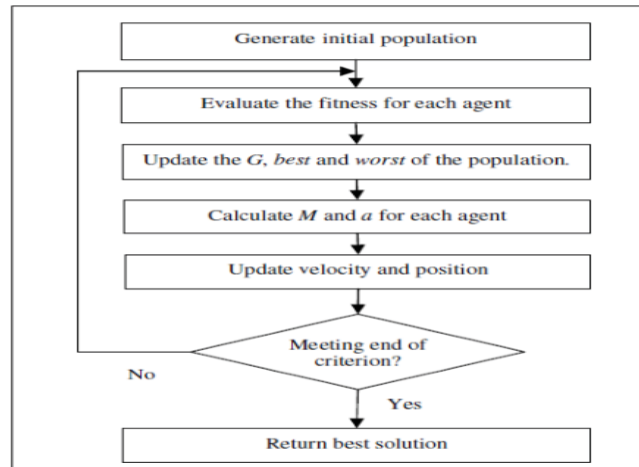 Generate initial population
Evaluate the fitness for each agent
Update the G, best and worst of the population.
Calculate M and a for each agent
Update velocity and position
Meeting end of
criterion?
No
Yes
Return best solution